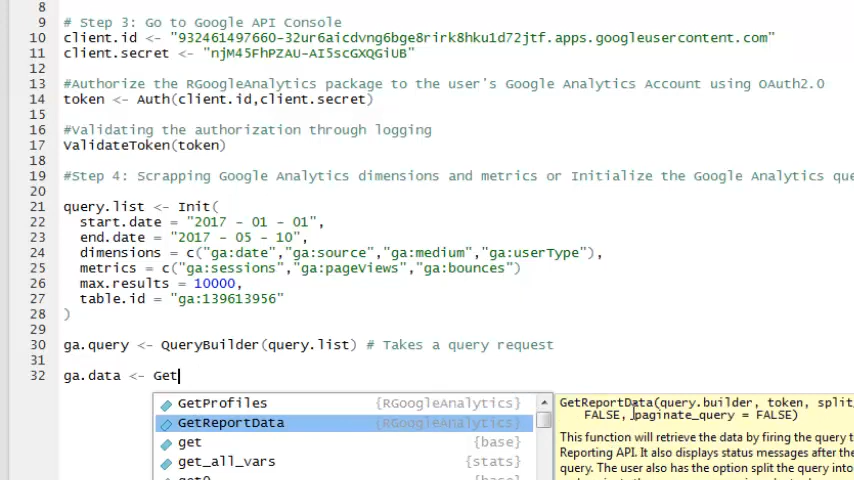 8
9 # Step 3: Go to Google API Console
10 client.id <- "932461497660-32ur6aicdvng6bge8rirk8hku1d72jtf.apps.googleusercontent.com"
11 client.secret <- "njM45FhPZAU-AI5scGXQGiUB"
12
13 #Authorize the RGoogleAnalytics package to the user's Google Analytics Account using OAuth2.0
14 token <- Auth(client.id,client.secret)
15
16 #Validating the authorization through logging
17 ValidateToken(token)
18
19 #Step 4: Scrapping Google Analytics dimensions and metrics or Initialize the Google Analytics que
20
21 query.list <- Init(
22 start.date = "2017 - 01 - 01",
23 end.date = "2017 - 05 - 10",
24 dimensions = c("ga:date","ga:source","ga:medium","ga:userType"),
25 metrics = c("ga:sessions","ga:pageViews","ga:bounces")
26 max.results = 10000,
27 table.id = "ga:139613956"
28 )
29
30 ga.query <- QueryBuilder(query.list) # Takes a query request
31
32 ga.data <- Get
GetProfiles {RGoogleAnalytics}
GetReportData {RGoogleAnalytics}
get {base}
get_all_vars {stats}
get0 {base}
GetReportData(query.builder, token, split_
FALSE, paginate_query = FALSE)
This function will retrieve the data by firing the query t
Reporting API. It also displays status messages after the
query. The user also has the option split the query into